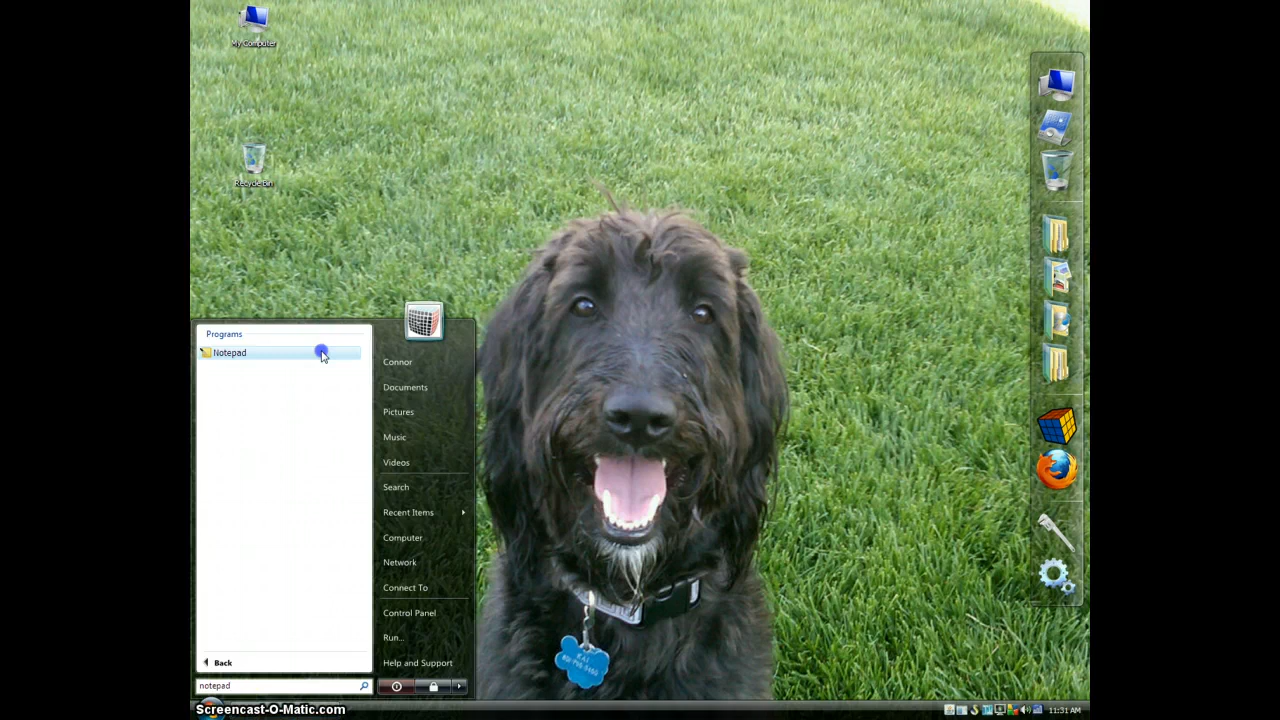 My Computer
Recycle Bin
Programs
Notepad
Back
notepad
Connor
Documents
Pictures
Music
Videos
Search
Recent Items
Computer
Network
Connect To
Control Panel
Run...
Help and Support
KAI
Screencast-O-Matic.com
11:31 AM